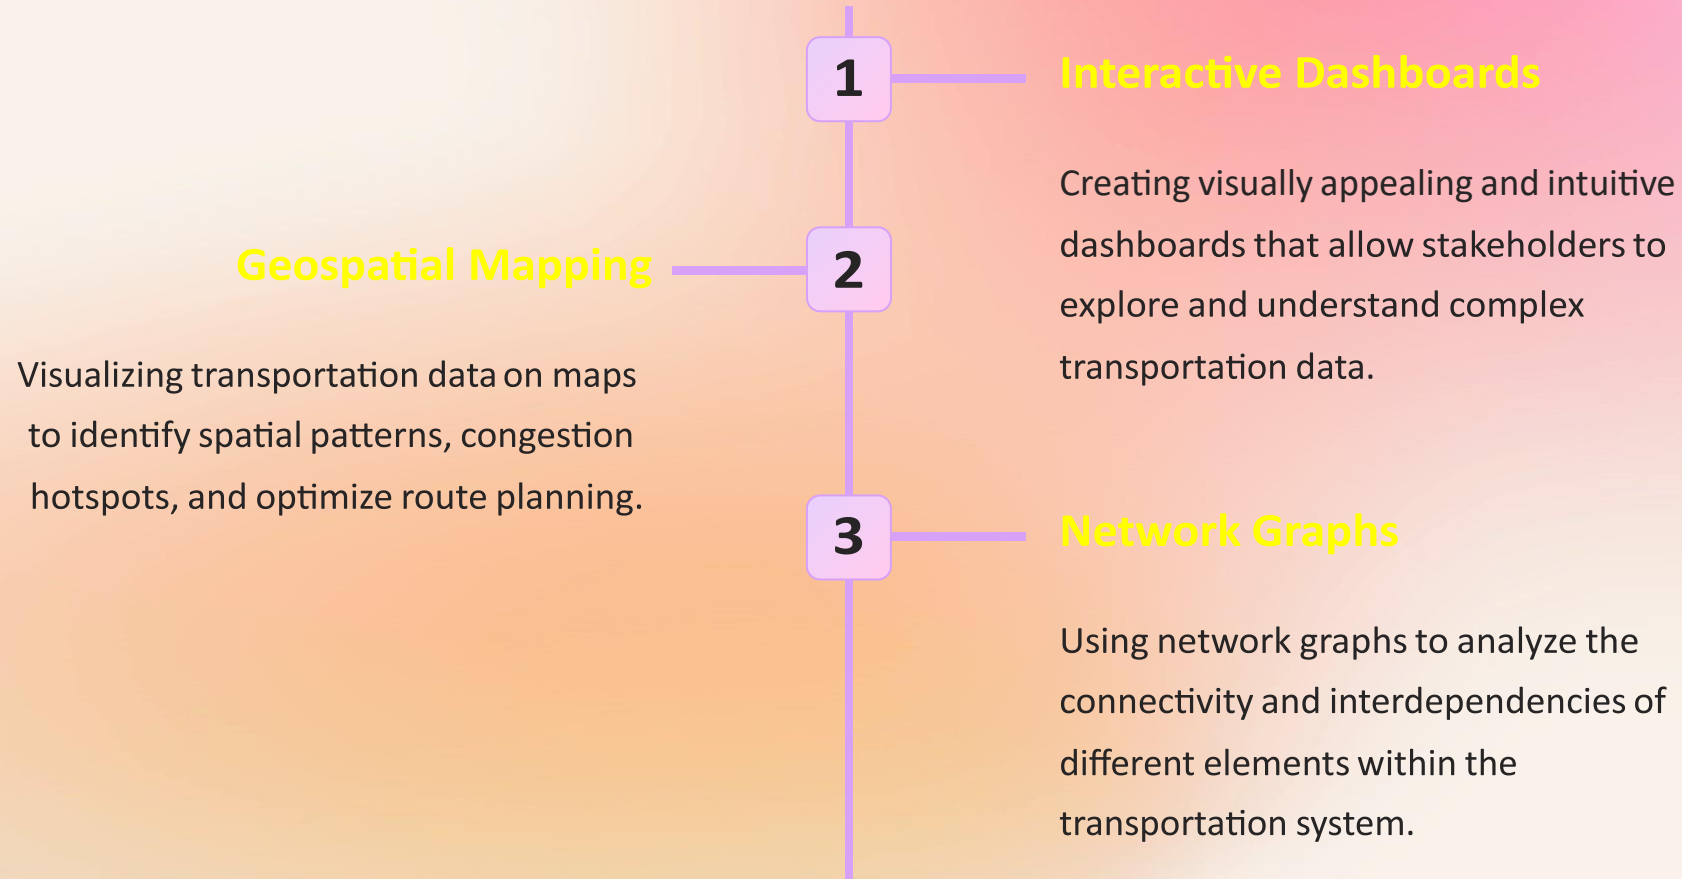 1
Interactive Dashboards
Creating visually appealing and intuitive
dashboards that allow stakeholders to
explore and understand complex
transportation data.
2
Geospatial Mapping
Visualizing transportation data on maps
to identify spatial patterns, congestion
hotspots, and optimize route planning.
3
Network Graphs
Using network graphs to analyze the
connectivity and interdependencies of
different elements within the
transportation system.